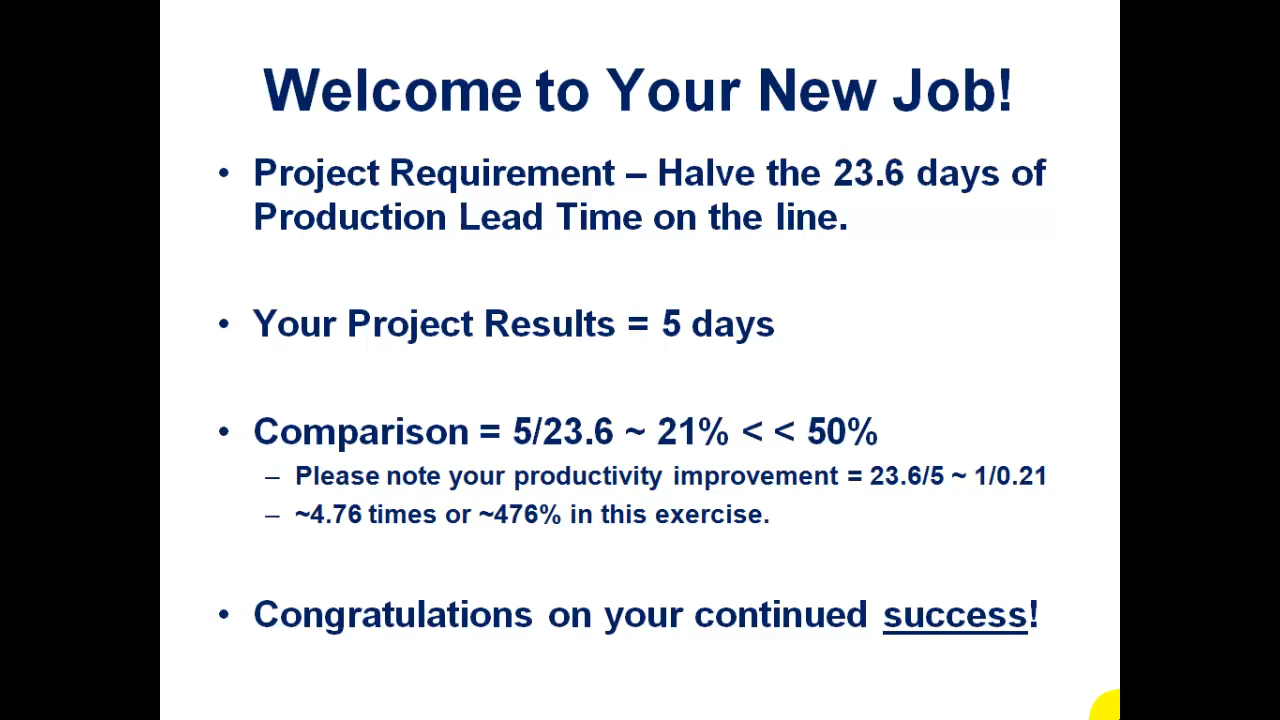 Welcome to Your New Job!
• Project Requirement – Halve the 23.6 days of
Production Lead Time on the line.
• Your Project Results = 5 days
• Comparison = 5/23.6 ~ 21% < < 50%
– Please note your productivity improvement = 23.6/5 ~ 1/0.21
– ~4.76 times or ~476% in this exercise.
• Congratulations on your continued success!